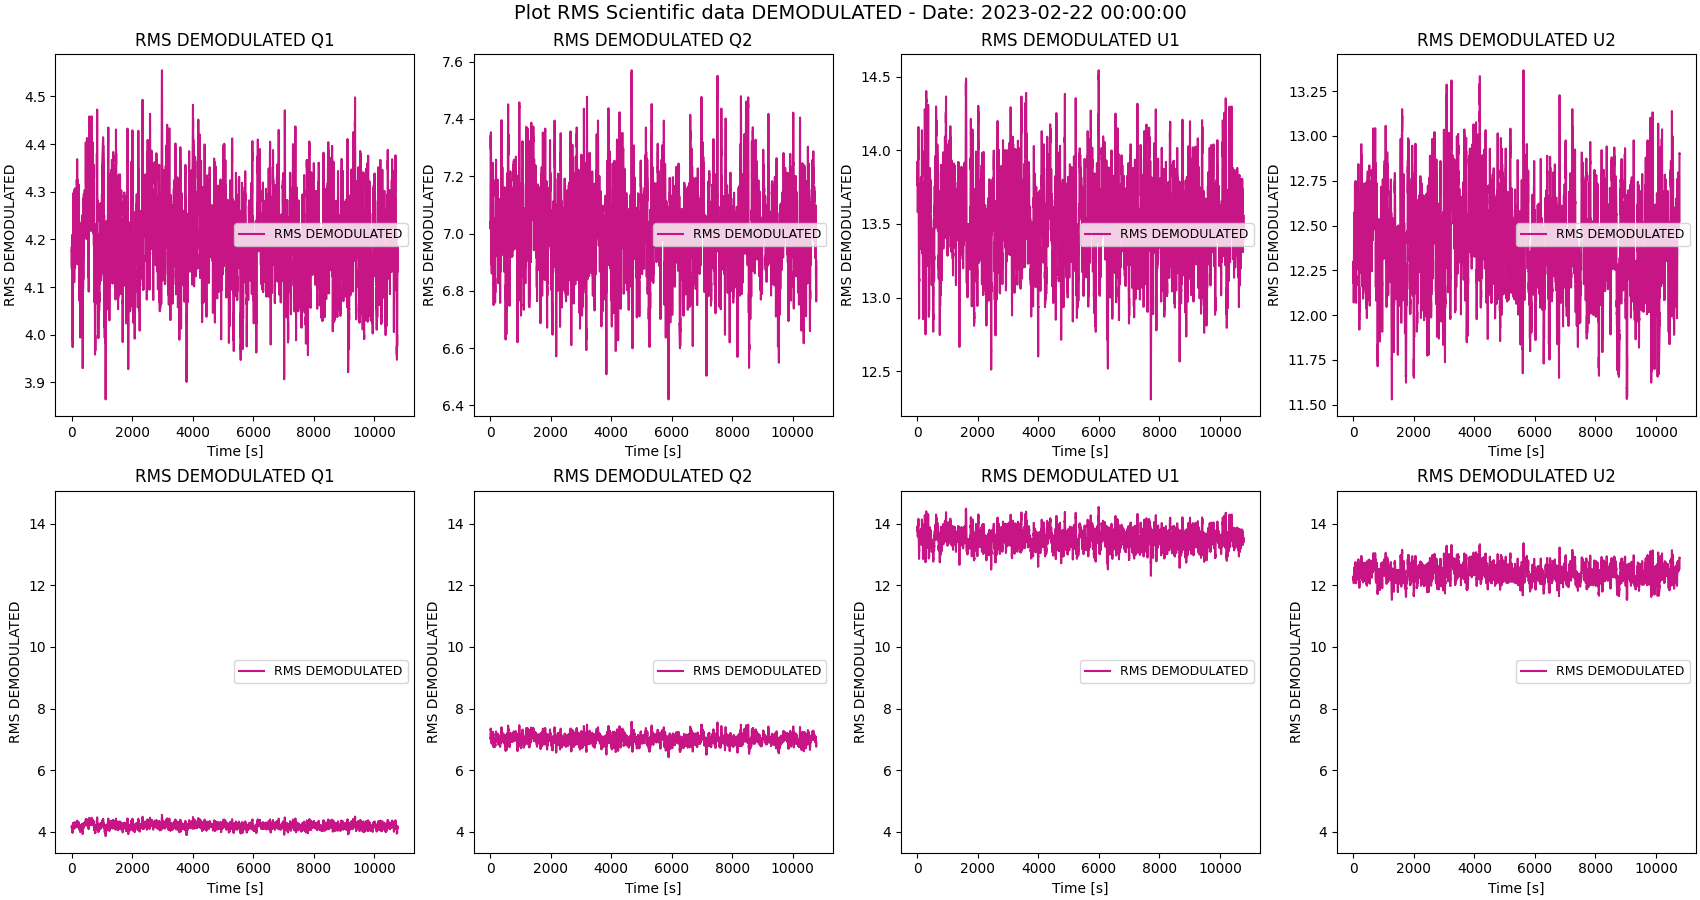 Plot RMS Scientific data DEMODULATED - Date: 2023-02-22 00:00:00
RMS DEMODULATED Q1
RMS DEMODULATED
4.5
4.4
4.3
4.2
4.1
4.0
3.9
RMS DEMODULATED
0 2000 4000 6000 8000 10000
Time [s]
RMS DEMODULATED Q2
RMS DEMODULATED
7.6
7.4
7.2
7.0
6.8
6.6
6.4
RMS DEMODULATED
0 2000 4000 6000 8000 10000
Time [s]
RMS DEMODULATED U1
RMS DEMODULATED
14.5
14.0
13.5
13.0
12.5
RMS DEMODULATED
0 2000 4000 6000 8000 10000
Time [s]
RMS DEMODULATED U2
RMS DEMODULATED
13.25
13.00
12.75
12.50
12.25
12.00
11.75
11.50
RMS DEMODULATED
0 2000 4000 6000 8000 10000
Time [s]
RMS DEMODULATED Q1
RMS DEMODULATED
14
12
10
8
6
4
RMS DEMODULATED
0 2000 4000 6000 8000 10000
Time [s]
RMS DEMODULATED Q2
RMS DEMODULATED
14
12
10
8
6
4
RMS DEMODULATED
0 2000 4000 6000 8000 10000
Time [s]
RMS DEMODULATED U1
RMS DEMODULATED
14
12
10
8
6
4
RMS DEMODULATED
0 2000 4000 6000 8000 10000
Time [s]
RMS DEMODULATED U2
RMS DEMODULATED
14
12
10
8
6
4
RMS DEMODULATED
0 2000 4000 6000 8000 10000
Time [s]